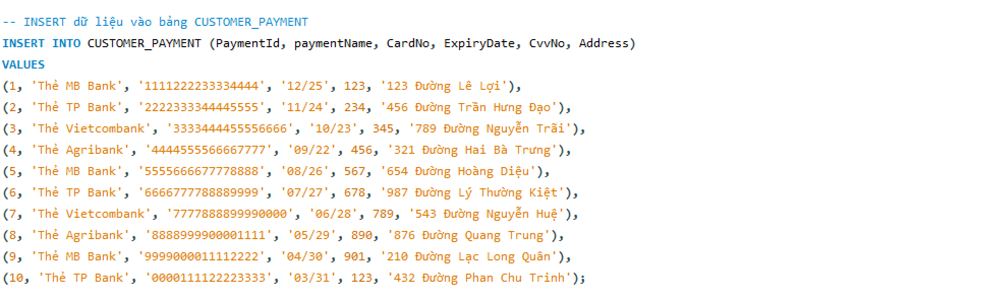 -- INSERT dữ liệu vào bảng CUSTOMER_PAYMENT
INSERT INTO CUSTOMER_PAYMENT (PaymentId, paymentName, CardNo, ExpiryDate, CvvNo, Address)
VALUES
(1, 'Thẻ MB Bank', '1111222233334444', '12/25', 123, '123 Đường Lê Lợi'),
(2, 'Thẻ TP Bank', '2222333344445555', '11/24', 234, '456 Đường Trần Hưng Đạo'),
(3, 'Thẻ Vietcombank', '3333444455556666', '10/23', 345, '789 Đường Nguyễn Trãi'),
(4, 'Thẻ Agribank', '4444555566667777', '09/22', 456, '321 Đường Hai Bà Trưng'),
(5, 'Thẻ MB Bank', '5555666677778888', '08/26', 567, '654 Đường Hoàng Diệu'),
(6, 'Thẻ TP Bank', '6666777788889999', '07/27', 678, '987 Đường Lý Thường Kiệt'),
(7, 'Thẻ Vietcombank', '7777888899990000', '06/28', 789, '543 Đường Nguyễn Huệ'),
(8, 'Thẻ Agribank', '8888999900001111', '05/29', 890, '876 Đường Quang Trung'),
(9, 'Thẻ MB Bank', '9999000011112222', '04/30', 901, '210 Đường Lạc Long Quân'),
(10, 'Thẻ TP Bank', '0000111122223333', '03/31', 123, '432 Đường Phan Chu Trinh');